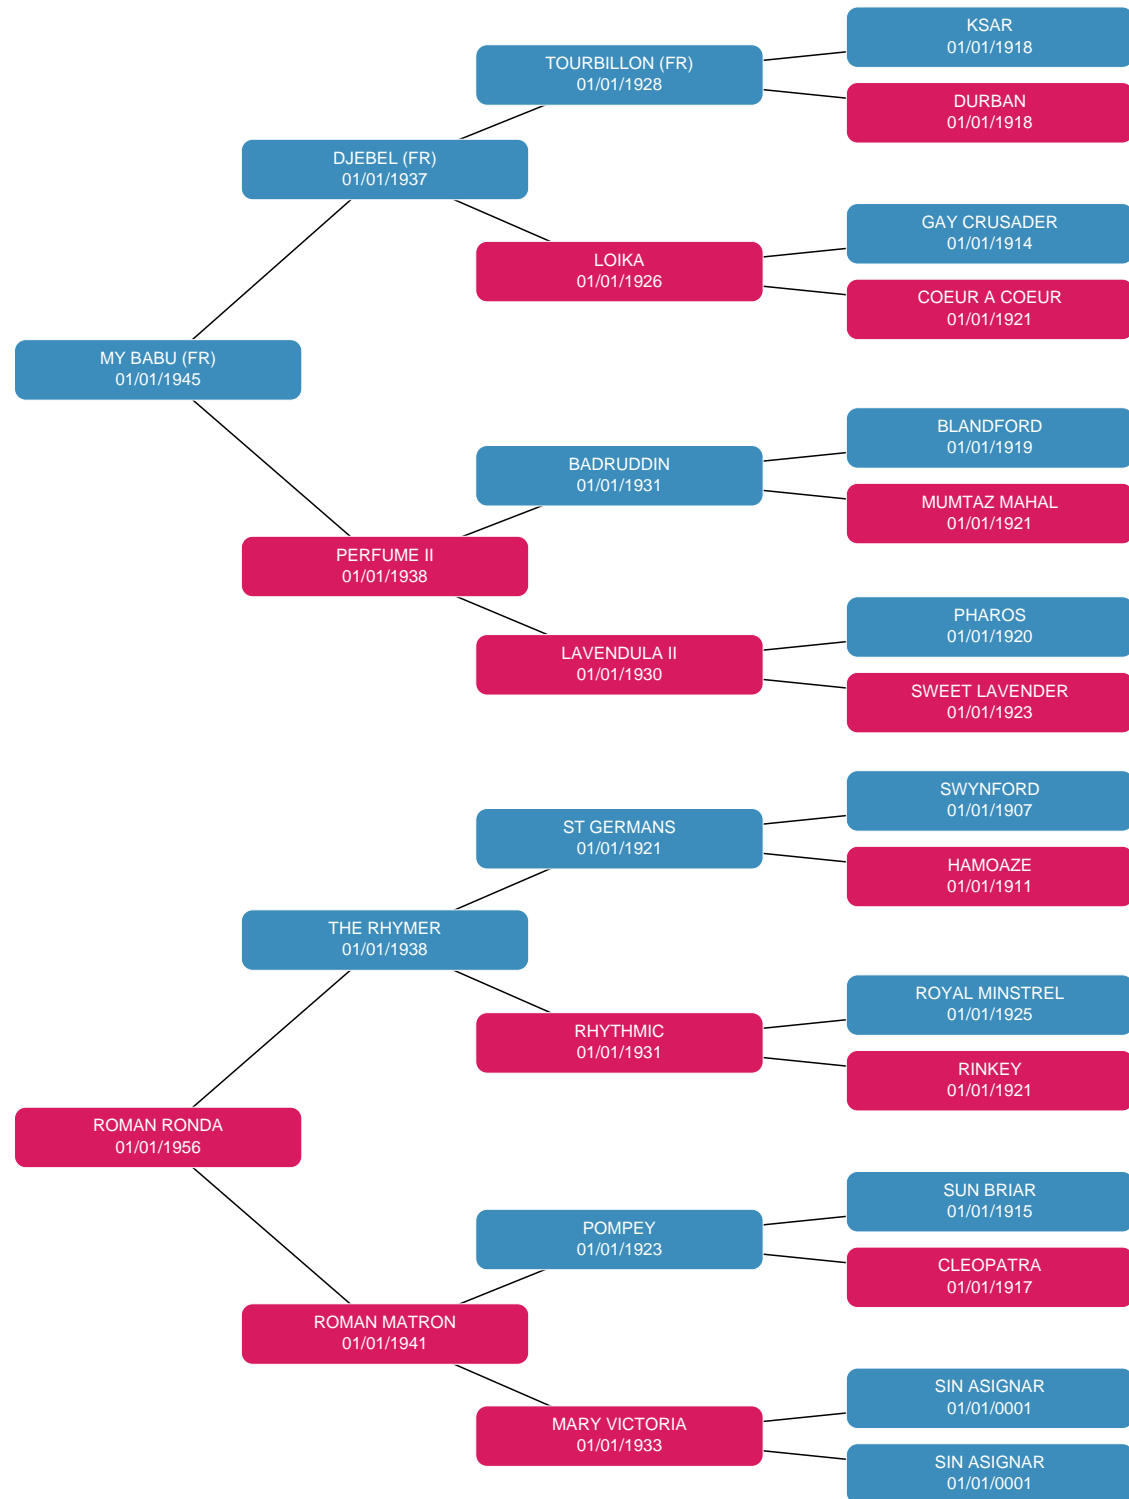 KSAR
01/01/1918
TOURBILLON (FR)
01/01/1928
DURBAN
01/01/1918
DJEBEL (FR)
01/01/1937
GAY CRUSADER
01/01/1914
LOIKA
01/01/1926
COEUR A COEUR
01/01/1921
MY BABU (FR)
01/01/1945
BLANDFORD
01/01/1919
BADRUDDIN
01/01/1931
MUMTAZ MAHAL
01/01/1921
PERFUME II
01/01/1938
PHAROS
01/01/1920
LAVENDULA II
01/01/1930
SWEET LAVENDER
01/01/1923
SWYNFORD
01/01/1907
ST GERMANS
01/01/1921
HAMOAZE
01/01/1911
THE RHYMER
01/01/1938
ROYAL MINSTREL
01/01/1925
RHYTHMIC
01/01/1931
RINKEY
01/01/1921
ROMAN RONDA
01/01/1956
SUN BRIAR
01/01/1915
POMPEY
01/01/1923
CLEOPATRA
01/01/1917
ROMAN MATRON
01/01/1941
SIN ASIGNAR
01/01/0001
MARY VICTORIA
01/01/1933
SIN ASIGNAR
01/01/0001